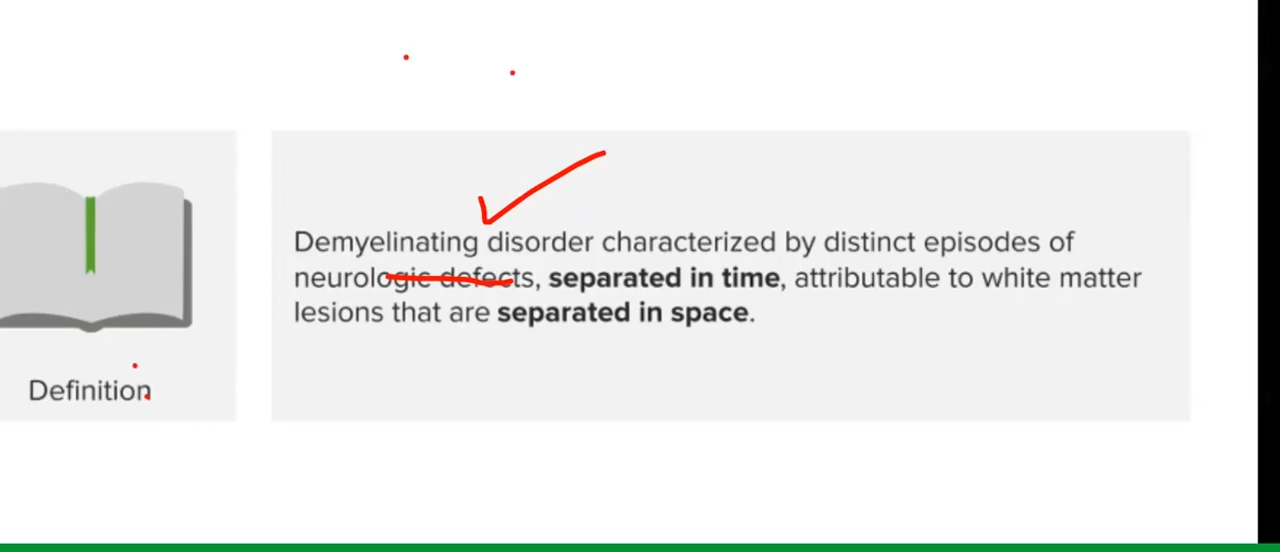 Demyelinating disorder characterized by distinct episodes of
neurologic defects, separated in time, attributable to white matter
lesions that are separated in space.
Definition